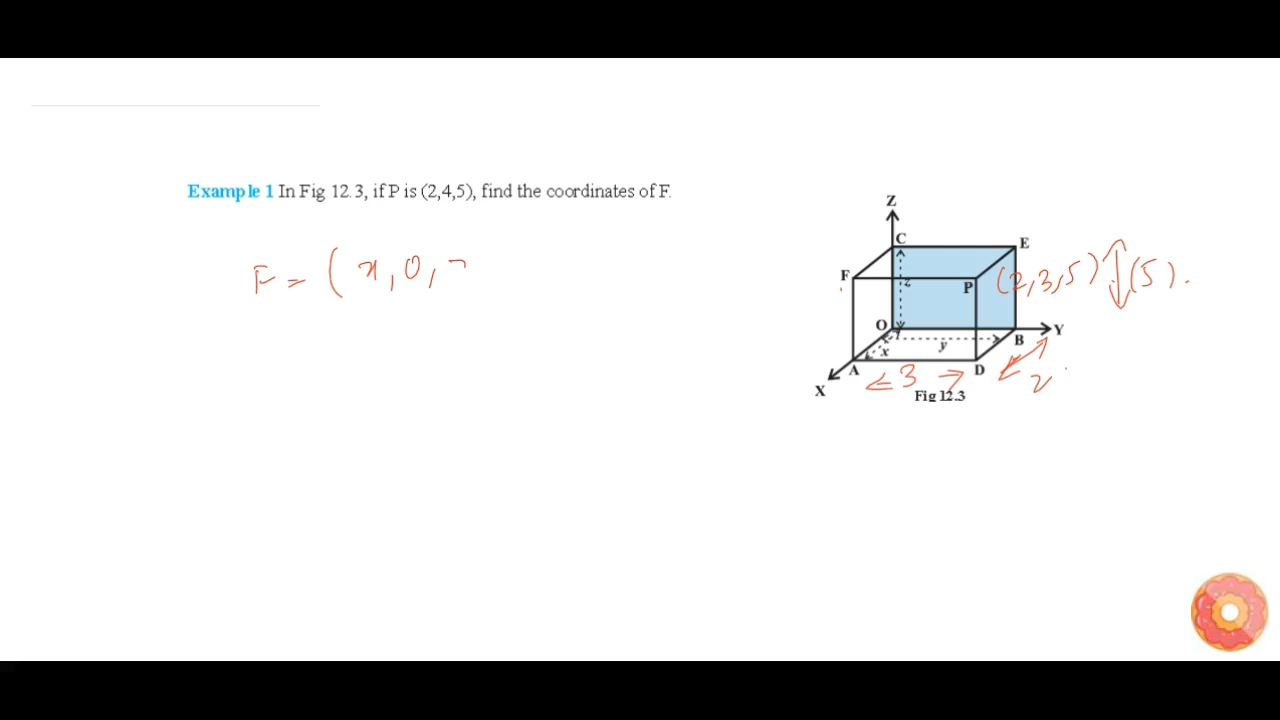 Example 1 In Fig 12.3, if P is (2,4,5), find the coordinates of F.
F = ( x, 0,
Z
C
E
F
P
z
(2,3,5)
(5).
O
Y
B
x
y
A
D
3
2
X
Fig 12.3